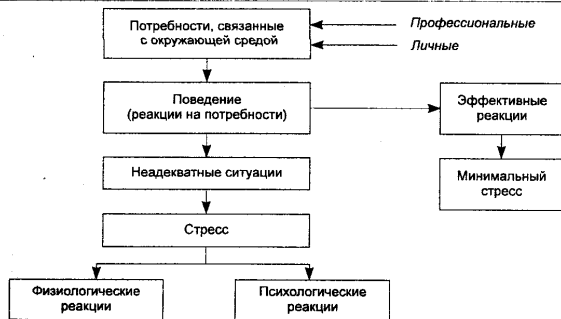 Потребности, связанные
с окружающей средой
Профессиональные
Личные
Поведение
(реакции на потребности)
Эффективные
реакции
Неадекватные ситуации
Минимальный
стресс
Стресс
Физиологические
реакции
Психологические
реакции